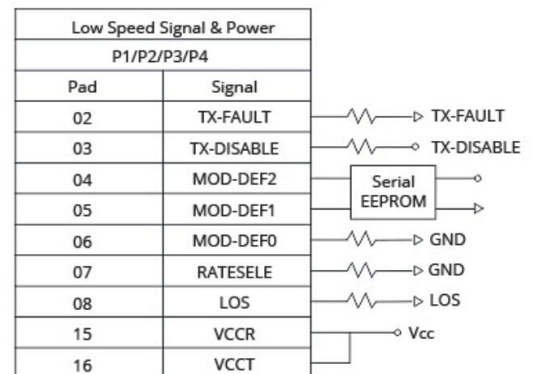 Low Speed Signal & Power
P1/P2/P3/P4
Pad Signal
02 TX-FAULT TX-FAULT
03 TX-DISABLE TX-DISABLE
04 MOD-DEF2
Serial
EEPROM
05 MOD-DEF1
06 MOD-DEF0 GND
07 RATESELE GND
08 LOS LOS
15 VCCR Vcc
16 VCCT